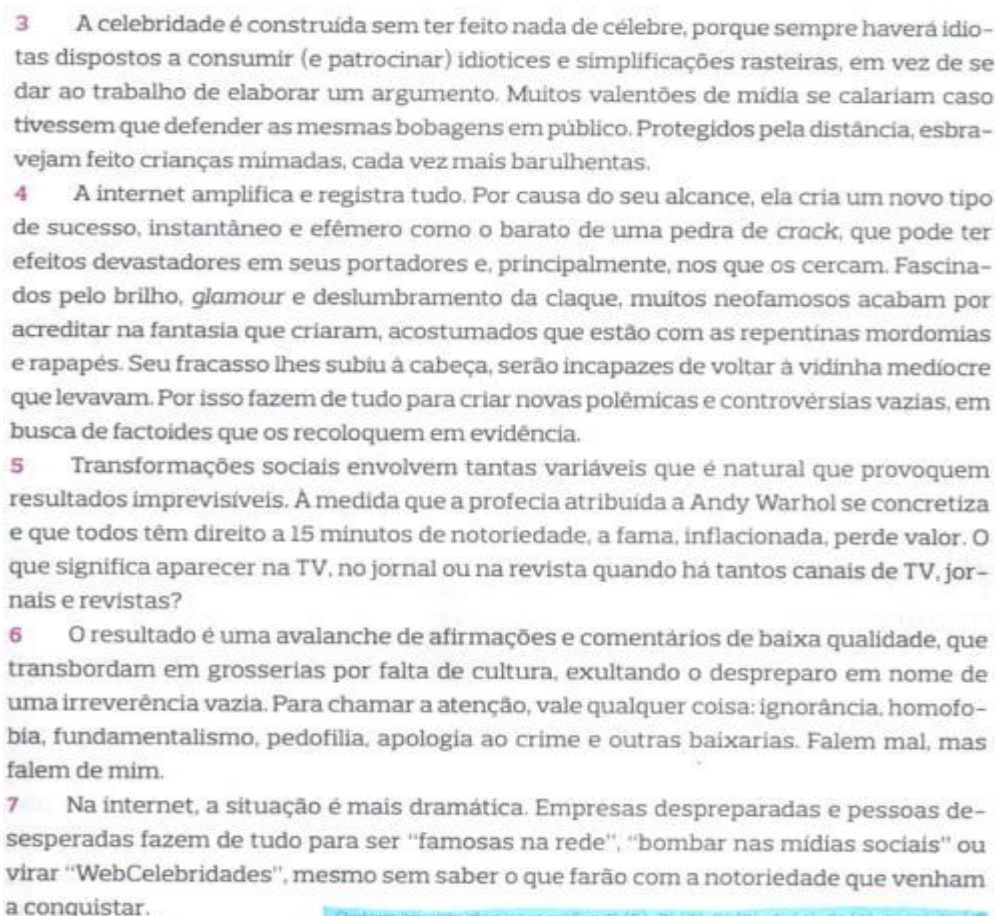 3 A celebridade é construída sem ter feito nada de célebre, porque sempre haverá idio-
tas dispostos a consumir (e patrocinar) idiotices e simplificações rasteiras, em vez de se
dar ao trabalho de elaborar um argumento. Muitos valentões de mídia se calariam caso
tivessem que defender as mesmas bobagens em público. Protegidos pela distância, esbra-
vejam feito crianças mimadas, cada vez mais barulhentas.
4 A internet amplifica e registra tudo. Por causa do seu alcance, ela cria um novo tipo
de sucesso, instantâneo e efêmero como o barato de uma pedra de crack, que pode ter
efeitos devastadores em seus portadores e, principalmente, nos que os cercam. Fascina-
dos pelo brilho, glamour e deslumbramento da claque, muitos neofamosos acabam por
acreditar na fantasia que criaram, acostumados que estão com as repentinas mordomias
e rapapés. Seu fracasso lhes subiu à cabeça, serão incapazes de voltar à vidinha medíocre
que levavam. Por isso fazem de tudo para criar novas polêmicas e controvérsias vazias, em
busca de factoides que os recoloquem em evidência.
5 Transformações sociais envolvem tantas variáveis que é natural que provoquem
resultados imprevisíveis. À medida que a profecia atribuída a Andy Warhol se concretiza
e que todos têm direito a 15 minutos de notoriedade, a fama, inflacionada, perde valor. O
que significa aparecer na TV, no jornal ou na revista quando há tantos canais de TV, jor-
nais e revistas?
6 O resultado é uma avalanche de afirmações e comentários de baixa qualidade, que
transbordam em grosserias por falta de cultura, exultando o despreparo em nome de
uma irreverência vazia. Para chamar a atenção, vale qualquer coisa: ignorância, homofo-
bia, fundamentalismo, pedofilia, apologia ao crime e outras baixarias. Falem mal, mas
falem de mim.
7 Na internet, a situação é mais dramática. Empresas despreparadas e pessoas de-
sesperadas fazem de tudo para ser "famosas na rede", "bombar nas mídias sociais" ou
virar "WebCelebridades", mesmo sem saber o que farão com a notoriedade que venham
a conquistar.